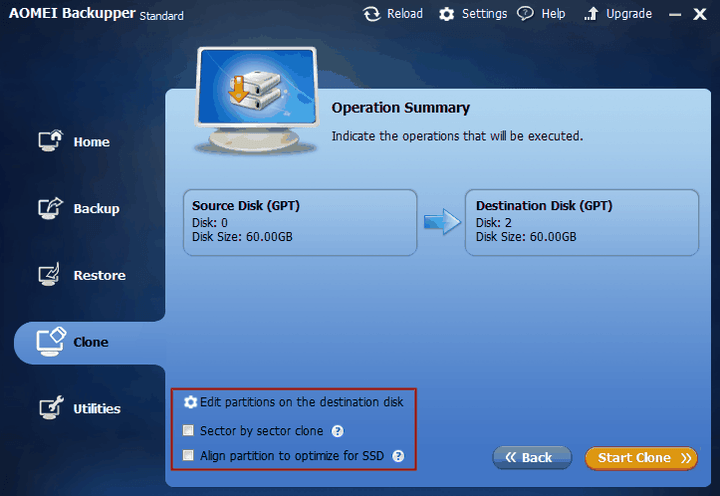 AOMEI Backupper Standard
Reload Settings Help Upgrade
Operation Summary
Indicate the operations that will be executed.
Home
Backup
Restore
Clone
Utilities
Source Disk (GPT)
Disk: 0
Disk Size: 60.00GB
Destination Disk (GPT)
Disk: 2
Disk Size: 60.00GB
Edit partitions on the destination disk
Sector by sector clone ?
Align partition to optimize for SSD ?
<< Back
Start Clone >>